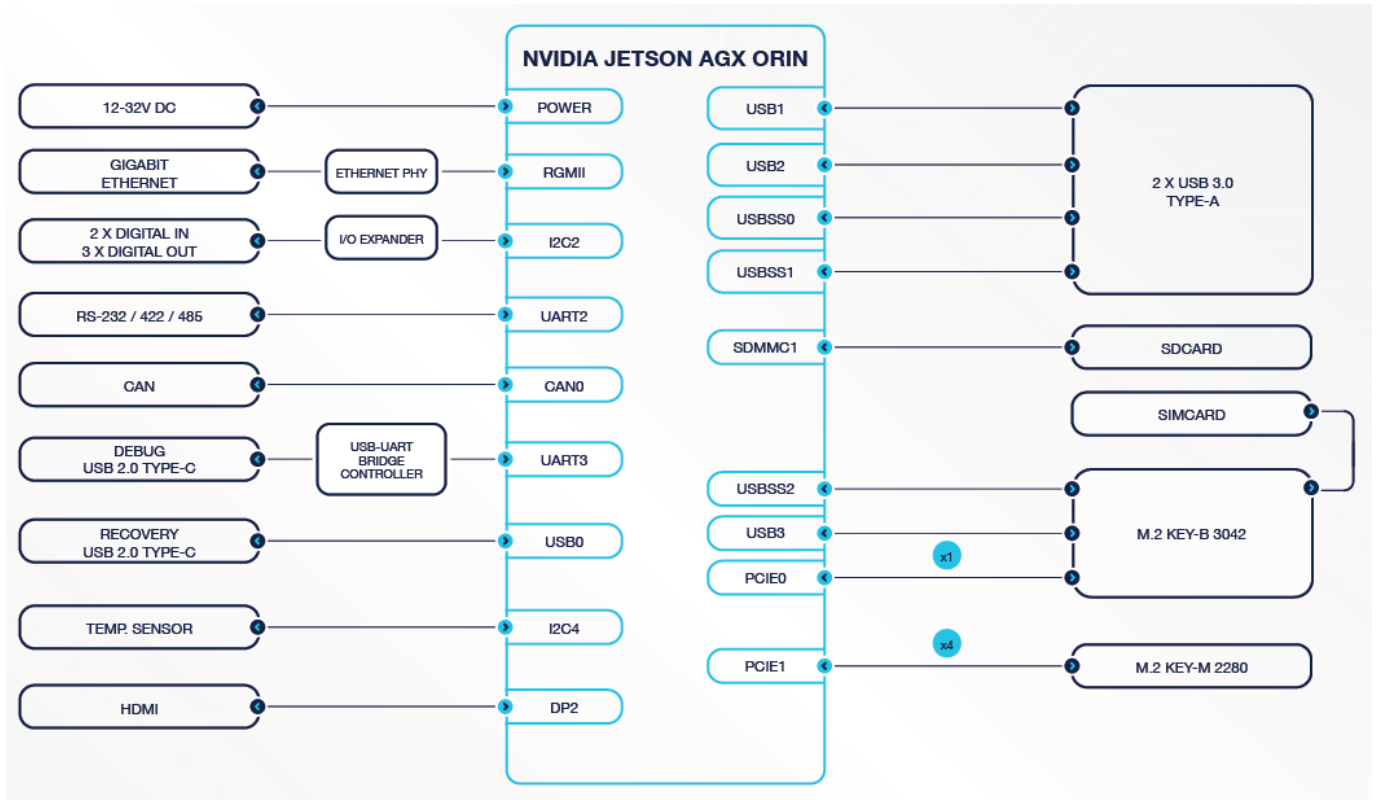 NVIDIA JETSON AGX ORIN
12-32V DC
POWER
GIGABIT
ETHERNET
ETHERNET PHY
RGMII
2 X DIGITAL IN
3 X DIGITAL OUT
I/O EXPANDER
I2C2
RS-232 / 422 / 485
UART2
CAN
CAN0
DEBUG
USB 2.0 TYPE-C
USB-UART
BRIDGE
CONTROLLER
UART3
RECOVERY
USB 2.0 TYPE-C
USB0
TEMP. SENSOR
I2C4
HDMI
DP2
USB1
USB2
USBSS0
USBSS1
2 X USB 3.0
TYPE-A
SDMMC1
SDCARD
SIMCARD
USBSS2
USB3
PCIE0
x1
M.2 KEY-B 3042
PCIE1
x4
M.2 KEY-M 2280